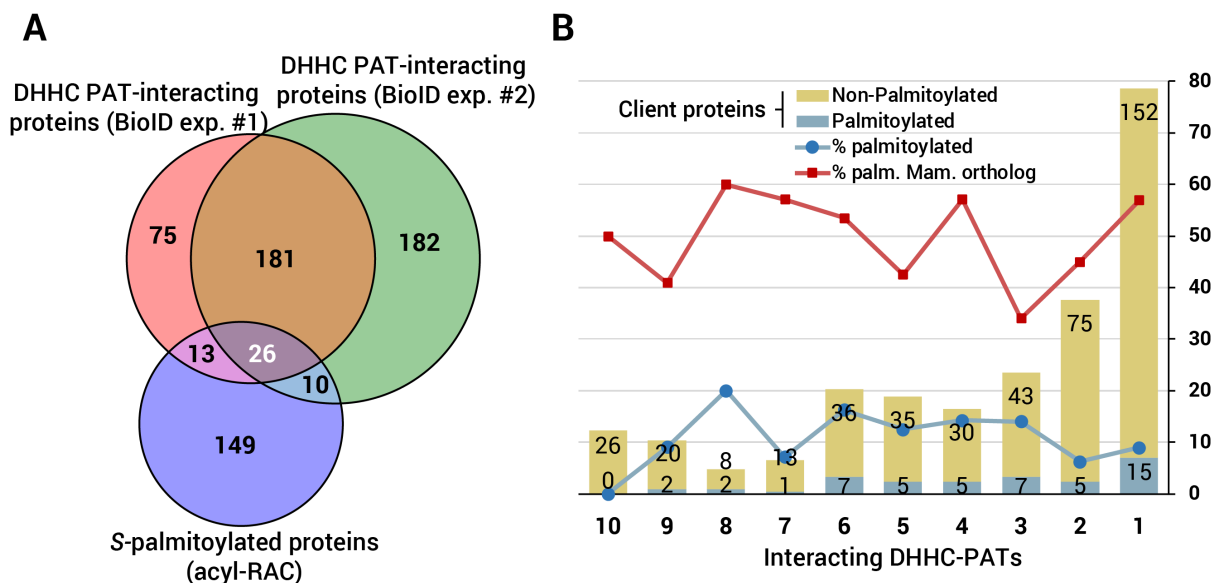 A
DHHC PAT-interacting
proteins (BioID exp. #1)
DHHC PAT-interacting
proteins (BioID exp. #2)
75
181
182
13
26
10
149
S-palmitoylated proteins
(acyl-RAC)
B
Client proteins
Non-Palmitoylated
Palmitoylated
% palmitoylated
% palm. Mam. ortholog
80
70
60
50
40
30
20
10
0
26
20
8
13
36
35
30
43
75
152
0
2
2
1
7
5
5
7
5
15
10 9 8 7 6 5 4 3 2 1
Interacting DHHC-PATs